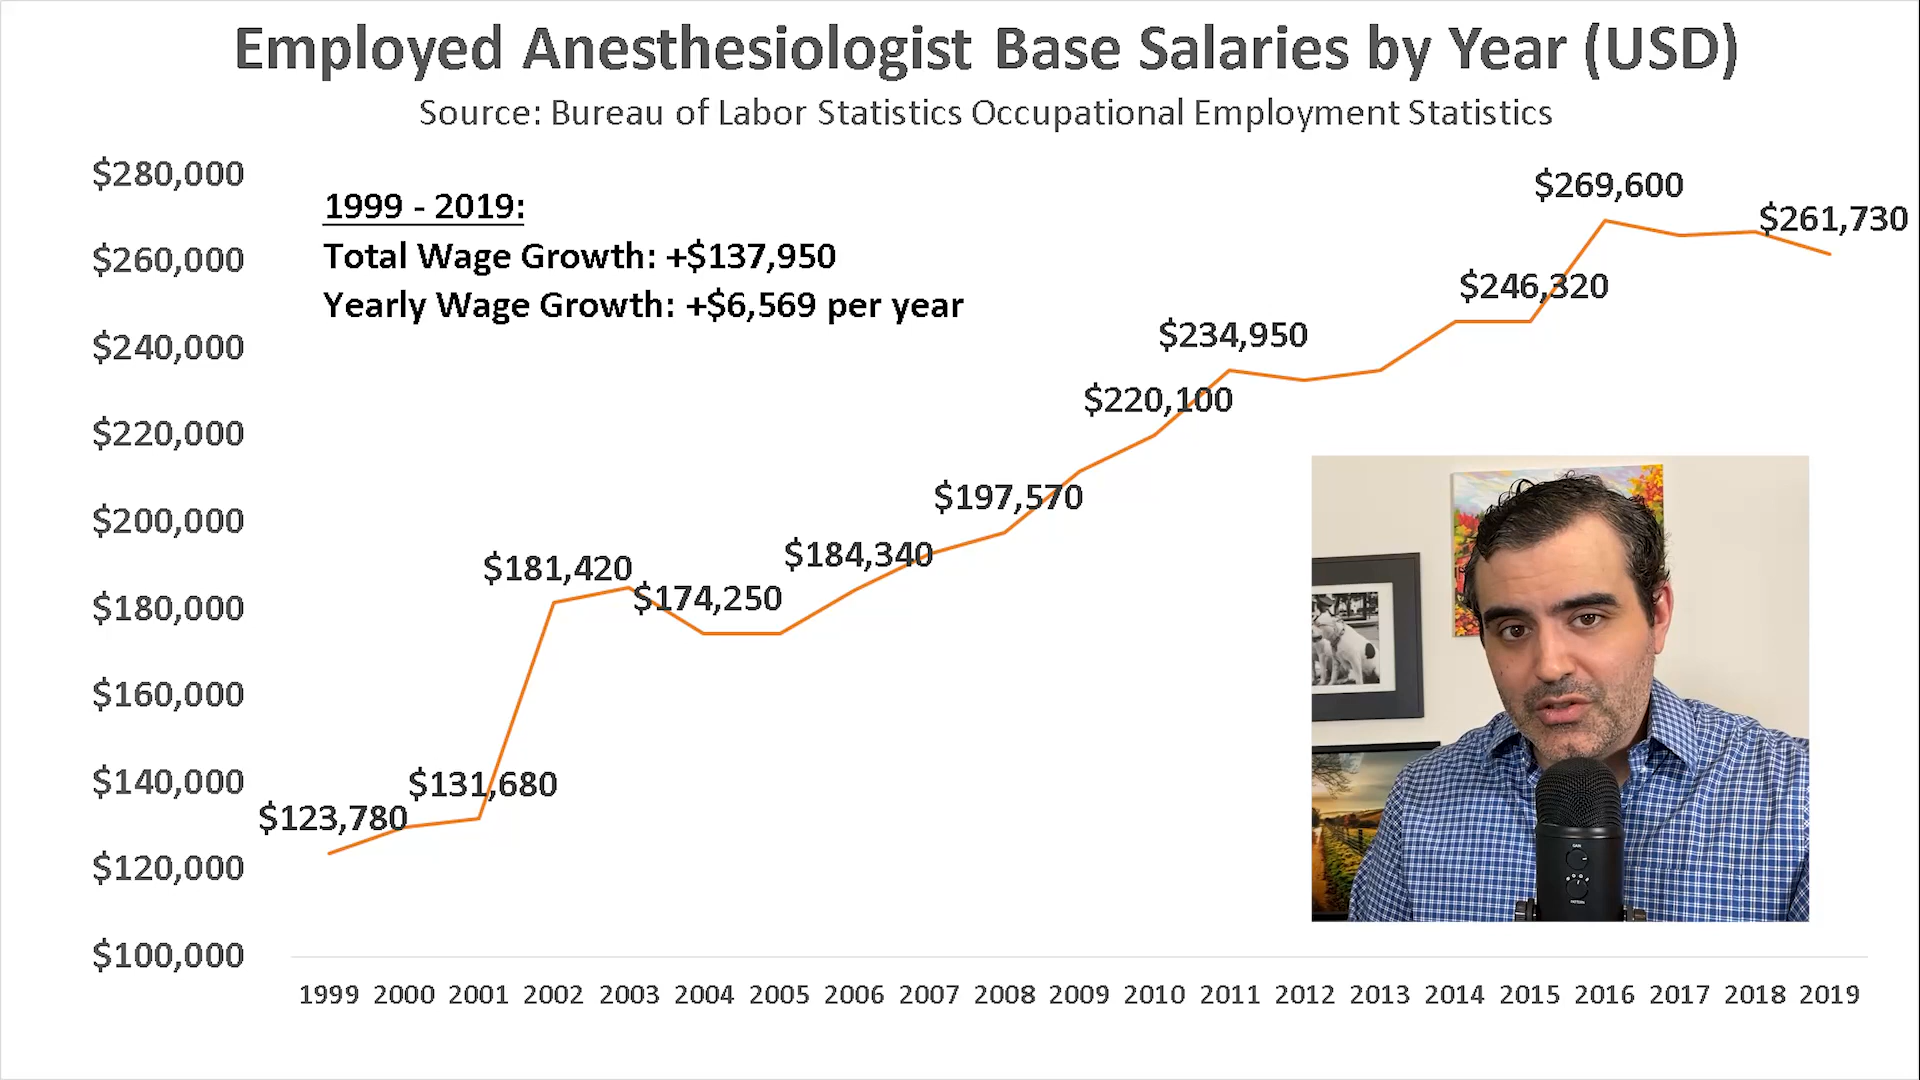 Employed Anesthesiologist Base Salaries by Year (USD)
Source: Bureau of Labor Statistics Occupational Employment Statistics
$280,000
$260,000
$240,000
$220,000
$200,000
$180,000
$160,000
$140,000
$120,000
$100,000
1999 - 2019:
Total Wage Growth: +$137,950
Yearly Wage Growth: +$6,569 per year
$123,780
$131,680
$181,420
$174,250
$184,340
$197,570
$220,100
$234,950
$246,320
$269,600
$261,730
GAIN
PATTERN
1999 2000 2001 2002 2003 2004 2005 2006 2007 2008 2009 2010 2011 2012 2013 2014 2015 2016 2017 2018 2019